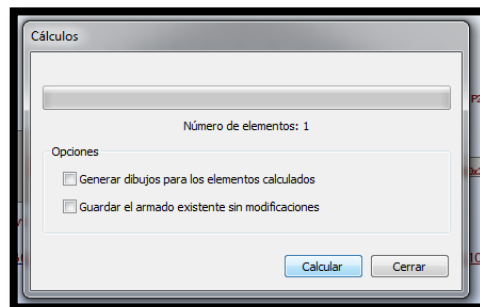 Cálculos
Número de elementos: 1
Opciones
Generar dibujos para los elementos calculados
Guardar el armado existente sin modificaciones
Calcular
Cerrar